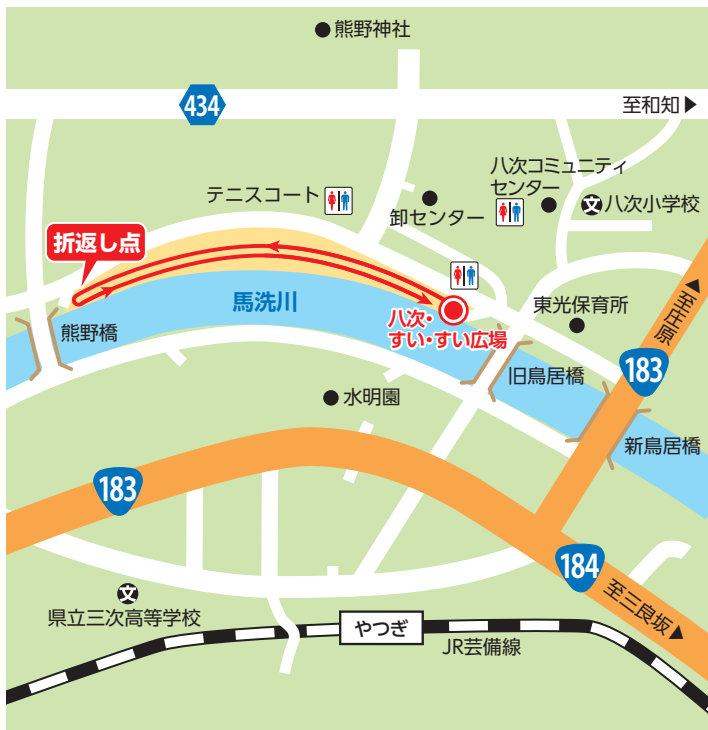 熊野神社
434
至和知
八次コミュニティ
センター
テニスコート
卸センター
八次小学校
文
折返し点
馬洗川
八次・
すい・すい広場
東光保育所
至庄原
熊野橋
旧鳥居橋
183
水明園
新鳥居橋
183
184
文
県立三次高等学校
至三良坂
やつぎ
JR芸備線